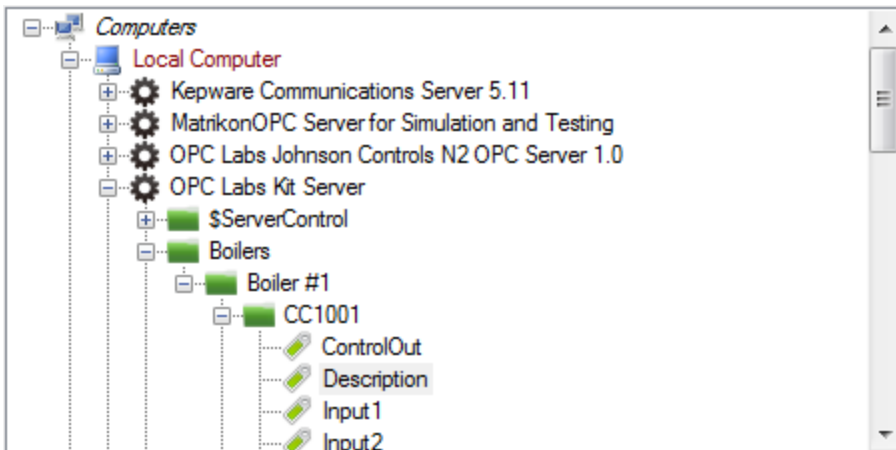 Computers
Local Computer
Kepware Communications Server 5.11
MatrikonOPC Server for Simulation and Testing
OPC Labs Johnson Controls N2 OPC Server 1.0
OPC Labs Kit Server
$ServerControl
Boilers
Boiler #1
CC1001
ControlOut
Description
Input1
Input2